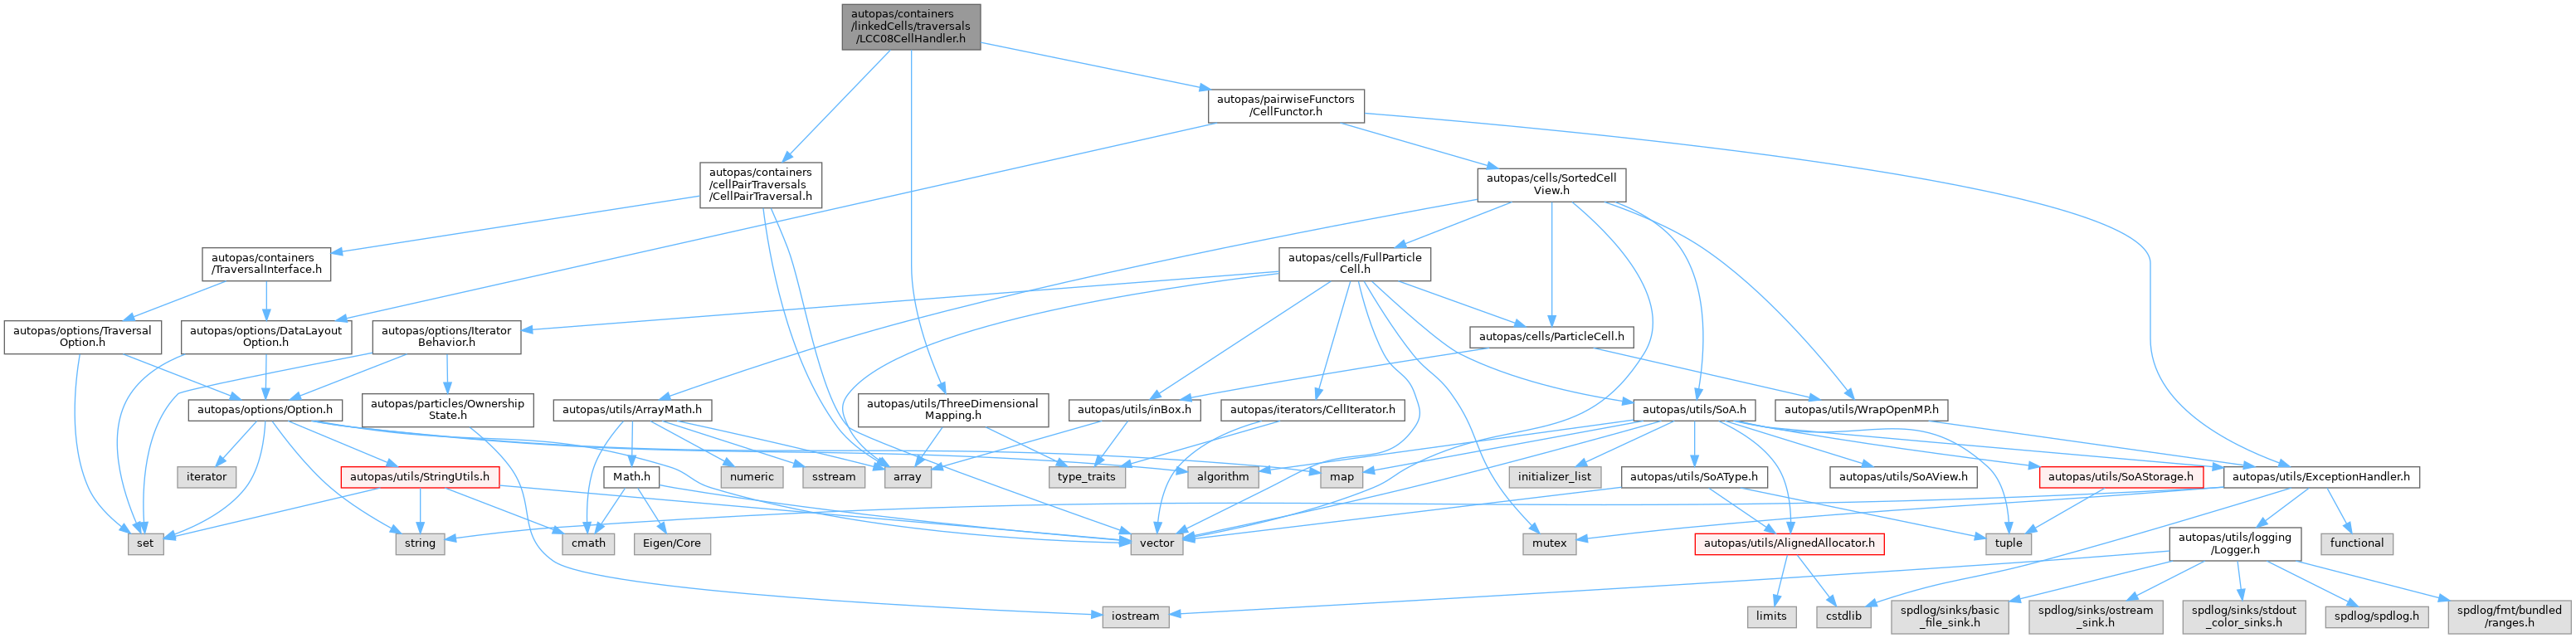 autopas/containers
/linkedCells/traversals
/LCC08CellHandler.h
autopas/pairwiseFunctors
/CellFunctor.h
autopas/containers
/cellPairTraversals
/CellPairTraversal.h
autopas/cells/SortedCell
View.h
autopas/containers
/TraversalInterface.h
autopas/cells/FullParticle
Cell.h
autopas/options/Traversal
Option.h
autopas/options/DataLayout
Option.h
autopas/options/Iterator
Behavior.h
autopas/cells/ParticleCell.h
autopas/options/Option.h
autopas/particles/Ownership
State.h
autopas/utils/ArrayMath.h
autopas/utils/ThreeDimensional
Mapping.h
autopas/utils/inBox.h
autopas/iterators/CellIterator.h
autopas/utils/SoA.h
autopas/utils/WrapOpenMP.h
iterator
autopas/utils/StringUtils.h
Math.h
numeric
sstream
array
type_traits
algorithm
map
initializer_list
autopas/utils/SoAType.h
autopas/utils/SoAView.h
autopas/utils/SoAStorage.h
autopas/utils/ExceptionHandler.h
set
string
cmath
Eigen/Core
vector
mutex
autopas/utils/AlignedAllocator.h
tuple
autopas/utils/logging
/Logger.h
functional
iostream
limits
cstdlib
spdlog/sinks/basic
_file_sink.h
spdlog/sinks/ostream
_sink.h
spdlog/sinks/stdout
_color_sinks.h
spdlog/spdlog.h
spdlog/fmt/bundled
/ranges.h